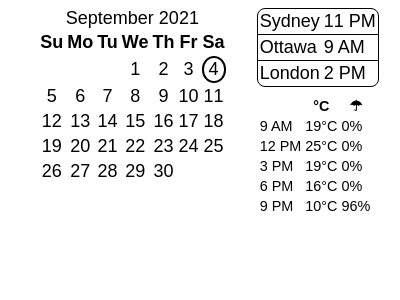 September 2021
Su Mo Tu We Th Fr Sa
1 2 3 4
5 6 7 8 9 10 11
12 13 14 15 16 17 18
19 20 21 22 23 24 25
26 27 28 29 30
Sydney 11 PM
Ottawa 9 AM
London 2 PM
°C ☂
9 AM 19°C 0%
12 PM 25°C 0%
3 PM 19°C 0%
6 PM 16°C 0%
9 PM 10°C 96%